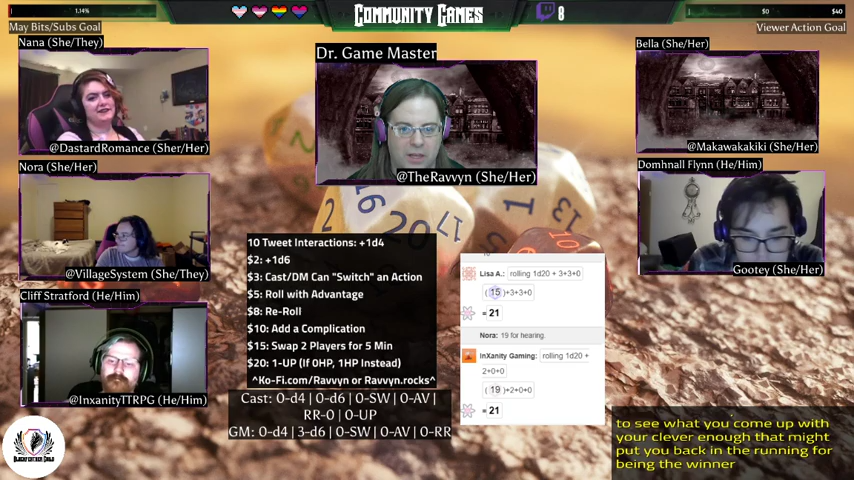 1.14%
COMMUNITY GAMES
8
$0
$40
May Bits/Subs Goal
Viewer Action Goal
Nana (She/They)
@DastardRomance (Sher/Her)
Dr. Game Master
@TheRavvyn (She/Her)
Bella (She/Her)
@Makawakakiki (She/Her)
Nora (She/Her)
@VillageSystem (She/They)
Domhnall Flynn (He/Him)
Gootey (She/Her)
Cliff Stratford (He/Him)
@InxanityTTRPG (He/Him)
2
16
20
17
1
13
10
10 Tweet Interactions: +1d4
$2: +1d6
$3: Cast/DM Can "Switch" an Action
$5: Roll with Advantage
$8: Re-Roll
$10: Add a Complication
$15: Swap 2 Players for 5 Min
$20: 1-UP (If 0HP, 1HP Instead)
^Ko-Fi.com/Ravvyn or Ravvyn.rocks^
Cast: 0-d4 | 0-d6 | 0-SW | 0-AV |
RR-0 | 0-UP
GM: 0-d4 | 3-d6 | 0-SW | 0-AV | 0-RR
Lisa A.: rolling 1d20 + 3+3+0
(15)+3+3+0
= 21
Nora: 19 for hearing.
InXanity Gaming: rolling 1d20 +
2+0+0
(19)+2+0+0
= 21
to see what you come up with
your clever enough that might
put you back in the running for
being the winner